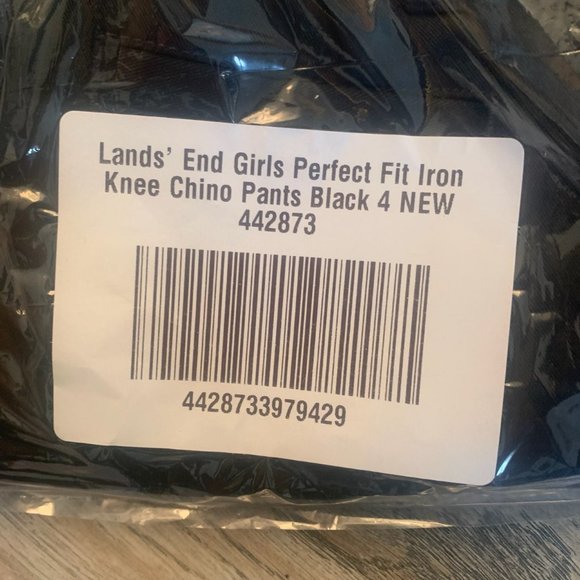 Lands' End Girls Perfect Fit Iron
Knee Chino Pants Black 4 NEW
442873
4428733979429